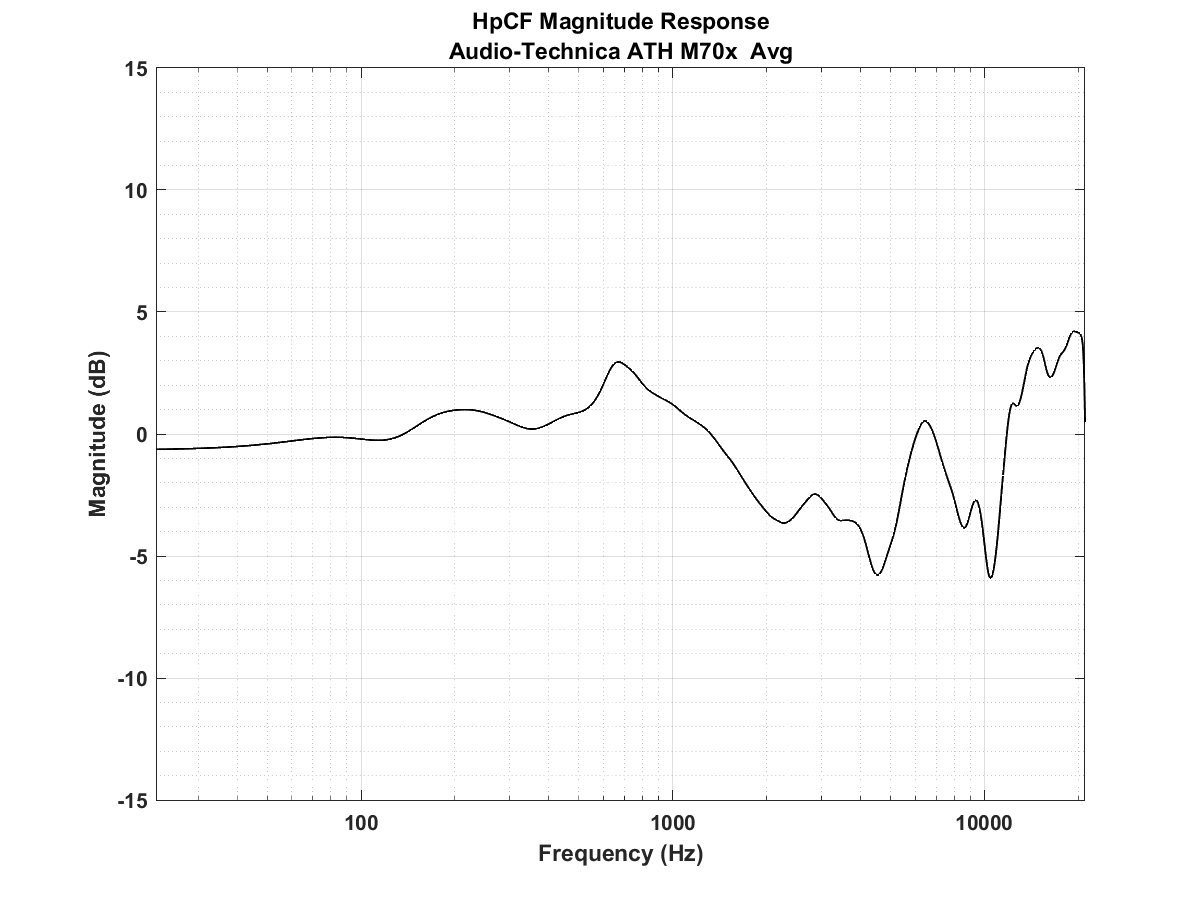 HpCF Magnitude Response
Audio-Technica ATH M70x  Avg
15
10
5
0
-5
-10
-15
Magnitude (dB)
100 1000 10000
Frequency (Hz)